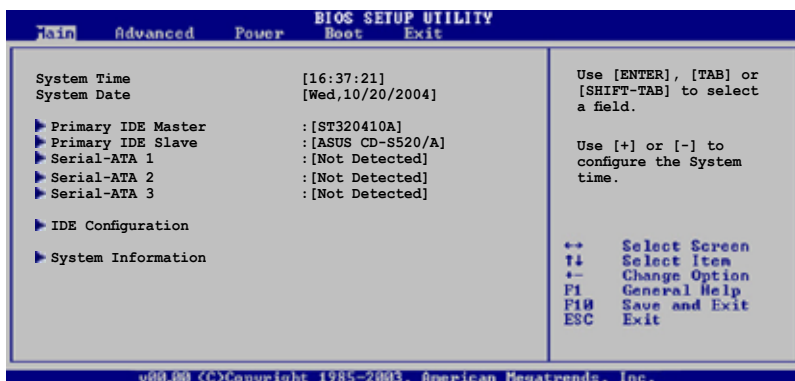 BIOS SETUP UTILITY
Main Advanced Power Boot Exit
System Time [16:37:21]
System Date [Wed,10/20/2004]
Primary IDE Master :[ST320410A]
Primary IDE Slave :[ASUS CD-S520/A]
Serial-ATA 1 :[Not Detected]
Serial-ATA 2 :[Not Detected]
Serial-ATA 3 :[Not Detected]
IDE Configuration
System Information
Use [ENTER], [TAB] or
[SHIFT-TAB] to select
a field.
Use [+] or [-] to
configure the System
time.
↔ Select Screen
↑↓ Select Item
+- Change Option
F1 General Help
F10 Save and Exit
ESC Exit
v00.00 (C)Copyright 1985-2003, American Megatrends, Inc.